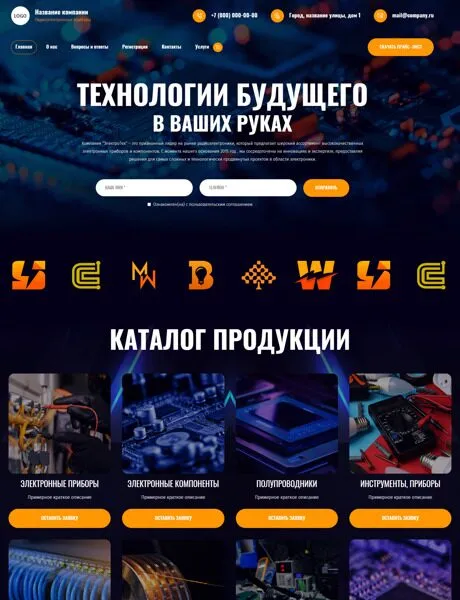 LOGO
Название компании
Радиоэлектронные приборы
+7 (000) 000-00-00
Город, название улицы, дом 1
mail@company.ru
Главная
О нас
Вопросы и ответы
Регистрация
Контакты
Услуги
СКАЧАТЬ ПРАЙС-ЛИСТ
ТЕХНОЛОГИИ БУДУЩЕГО
В ВАШИХ РУКАХ
Компания "ЭлектроТех" - это признанный лидер на рынке радиоэлектроники, который предлагает широкий ассортимент высококачественных
электронных приборов и компонентов. С момента нашего основания 2015 год, мы сосредоточены на инновациях и экспертизе, предоставляя
решения для самых сложных и технологически продвинутых проектов в области электроники.
ВАШЕ ИМЯ *
ТЕЛЕФОН *
ОТПРАВИТЬ
Ознакомлен(а) с пользовательским соглашением
КАТАЛОГ ПРОДУКЦИИ
ЭЛЕКТРОННЫЕ ПРИБОРЫ
Примерное краткое описание
ОСТАВИТЬ ЗАЯВКУ
ЭЛЕКТРОННЫЕ КОМПОНЕНТЫ
Примерное краткое описание
ОСТАВИТЬ ЗАЯВКУ
ПОЛУПРОВОДНИКИ
Примерное краткое описание
ОСТАВИТЬ ЗАЯВКУ
ИНСТРУМЕНТЫ, ПРИБОРЫ
Примерное краткое описание
ОСТАВИТЬ ЗАЯВКУ